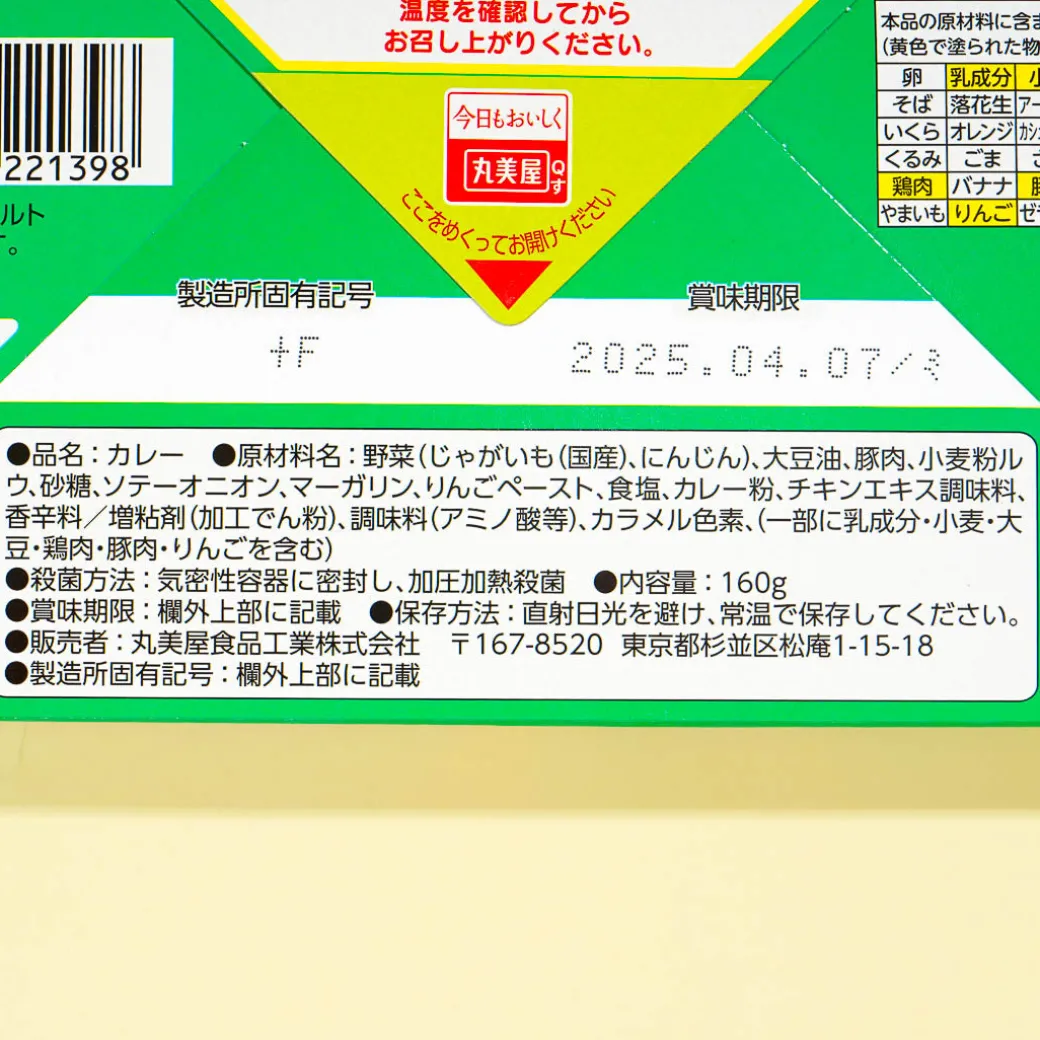 温度を確認してから
お召し上がりください。
今日もおいしく
丸美屋
ここをめくってお開けください
221398
ルト
す。
本品の原材料に含ま
(黄色で塗られた物
卵 乳成分 小
そば 落花生 アー
いくら オレンジ カシュ
くるみ ごま さ
鶏肉 バナナ 豚
やまいも りんご ゼラ
製造所固有記号
+F
賞味期限
2025.04.07/ミ
●品名:カレー ●原材料名:野菜(じゃがいも(国産)、にんじん)、大豆油、豚肉、小麦粉ル
ウ、砂糖、ソテーオニオン、マーガリン、りんごペースト、食塩、カレー粉、チキンエキス調味料、
香辛料/増粘剤(加工でん粉)、調味料(アミノ酸等)、カラメル色素、(一部に乳成分・小麦・大
豆・鶏肉・豚肉・りんごを含む)
●殺菌方法:気密性容器に密封し、加圧加熱殺菌 ●内容量:160g
●賞味期限:欄外上部に記載 ●保存方法:直射日光を避け、常温で保存してください。
●販売者:丸美屋食品工業株式会社 〒167-8520 東京都杉並区松庵1-15-18
●製造所固有記号:欄外上部に記載